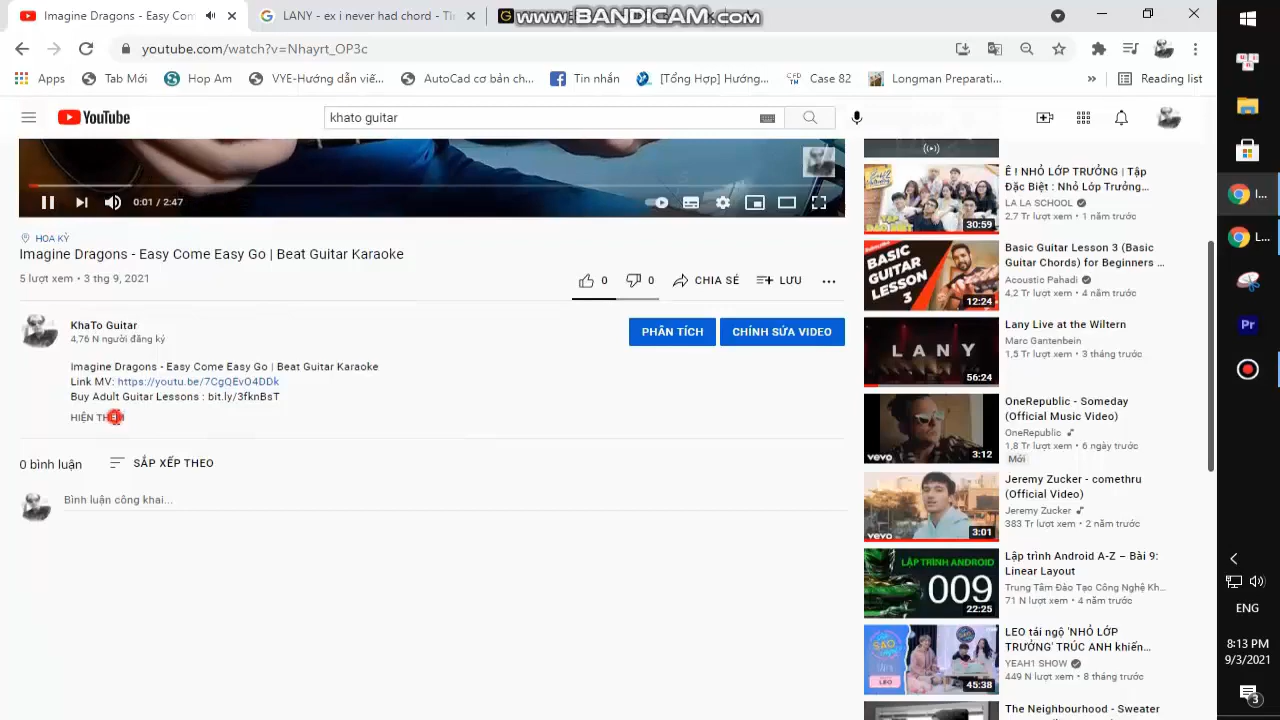 Imagine Dragons - Easy Com
LANY - ex i never had chord - Tì
www.BANDICAM.com
youtube.com/watch?v=Nhayrt_OP3c
Apps
Tab Mới
Hop Am
VYE-Hướng dẫn viế...
AutoCad cơ bản ch...
Tin nhắn
[Tổng Hợp] Hướng...
Case 82
Longman Preparati...
»
Reading list
YouTube
khato guitar
0:01 / 2:47
HOA KỲ
Imagine Dragons - Easy Come Easy Go | Beat Guitar Karaoke
5 lượt xem • 3 thg 9, 2021
0
0
CHIA SẺ
LƯU
KhaTo Guitar
4,76 N người đăng ký
PHÂN TÍCH
CHỈNH SỬA VIDEO
Imagine Dragons - Easy Come Easy Go | Beat Guitar Karaoke
Link MV: https://youtu.be/7CgQEvO4DDk
Buy Adult Guitar Lessons : bit.ly/3fknBsT
HIỆN THÊM
0 bình luận
SẮP XẾP THEO
Bình luận công khai...
Ê ! NHỎ LỚP TRƯỞNG | Tập
Đặc Biệt : Nhỏ Lớp Trưởng...
LA LA SCHOOL
2,7 Tr lượt xem • 1 năm trước
30:59
BASIC
GUITAR
LESSON
3
12:24
Basic Guitar Lesson 3 (Basic
Guitar Chords) for Beginners ...
Acoustic Pahadi
4,2 Tr lượt xem • 4 năm trước
LANY
56:24
Lany Live at the Wiltern
Marc Gantenbein
1,5 Tr lượt xem • 3 tháng trước
vevo
3:12
OneRepublic - Someday
(Official Music Video)
OneRepublic
1,8 Tr lượt xem • 6 ngày trước
Mới
vevo
3:01
Jeremy Zucker - comethru
(Official Video)
Jeremy Zucker
383 Tr lượt xem • 2 năm trước
LẬP TRÌNH ANDROID
009
22:25
Lập trình Android A-Z – Bài 9:
Linear Layout
Trung Tâm Đào Tạo Công Nghệ Kh...
71 N lượt xem • 4 năm trước
SAO
LEO
45:38
LEO tái ngộ 'NHỎ LỚP
TRƯỞNG' TRÚC ANH khiến...
YEAH1 SHOW
449 N lượt xem • 8 tháng trước
The Neighbourhood - Sweater
I...
L...
Pr
ENG
8:13 PM
9/3/2021
3